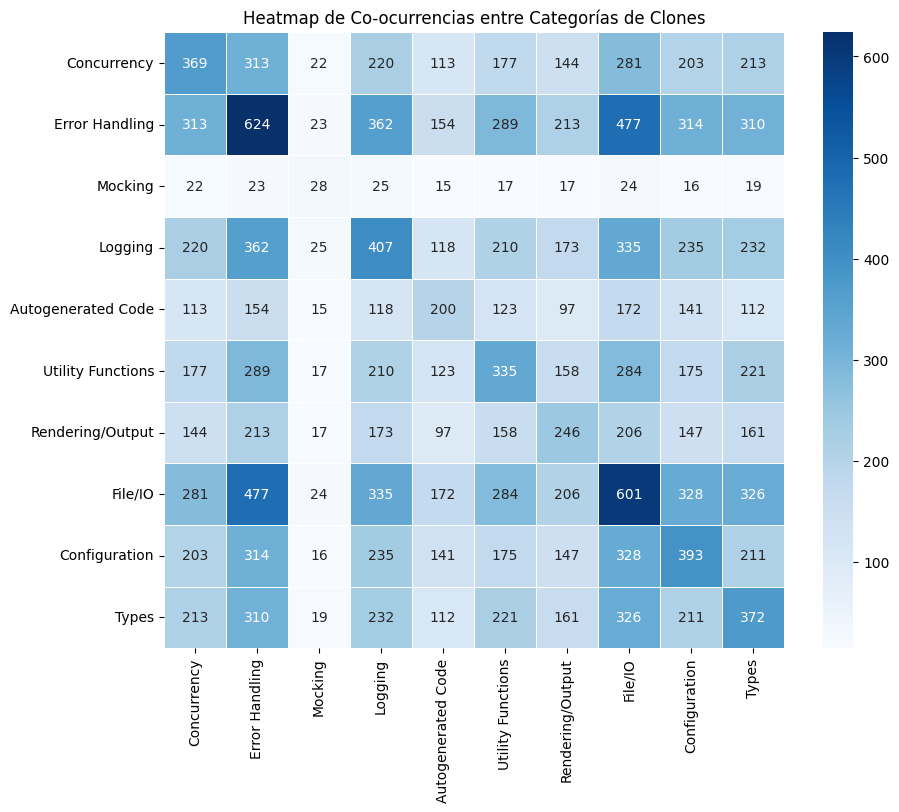 Heatmap de Co-ocurrencias entre Categorías de Clones
Concurrency 369 313 22 220 113 177 144 281 203 213
Error Handling 313 624 23 362 154 289 213 477 314 310
Mocking 22 23 28 25 15 17 17 24 16 19
Logging 220 362 25 407 118 210 173 335 235 232
Autogenerated Code 113 154 15 118 200 123 97 172 141 112
Utility Functions 177 289 17 210 123 335 158 284 175 221
Rendering/Output 144 213 17 173 97 158 246 206 147 161
File/IO 281 477 24 335 172 284 206 601 328 326
Configuration 203 314 16 235 141 175 147 328 393 211
Types 213 310 19 232 112 221 161 326 211 372
Concurrency
Error Handling
Mocking
Logging
Autogenerated Code
Utility Functions
Rendering/Output
File/IO
Configuration
Types
600
500
400
300
200
100